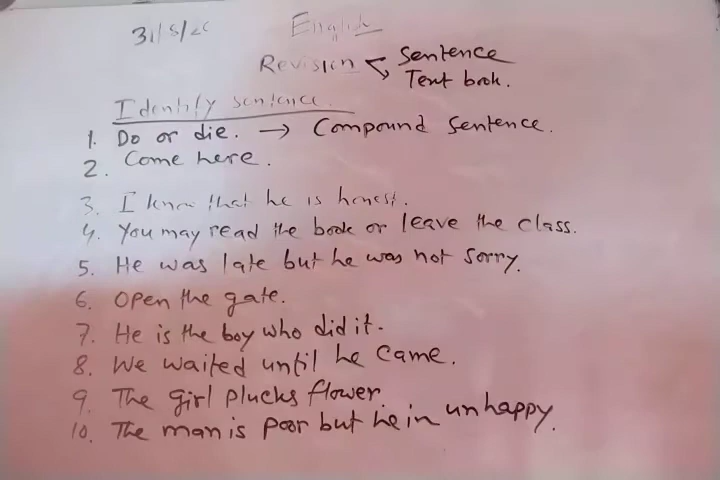 31/5/26 English
Revision Sentence
Text book.
Identify sentence.
1. Do or die. → Compound Sentence.
2. Come here.
3. I know that he is honest.
4. You may read the book or leave the class.
5. He was late but he was not sorry.
6. Open the gate.
7. He is the boy who did it.
8. We waited until he came.
9. The girl plucks flower.
10. The man is poor but he in unhappy.